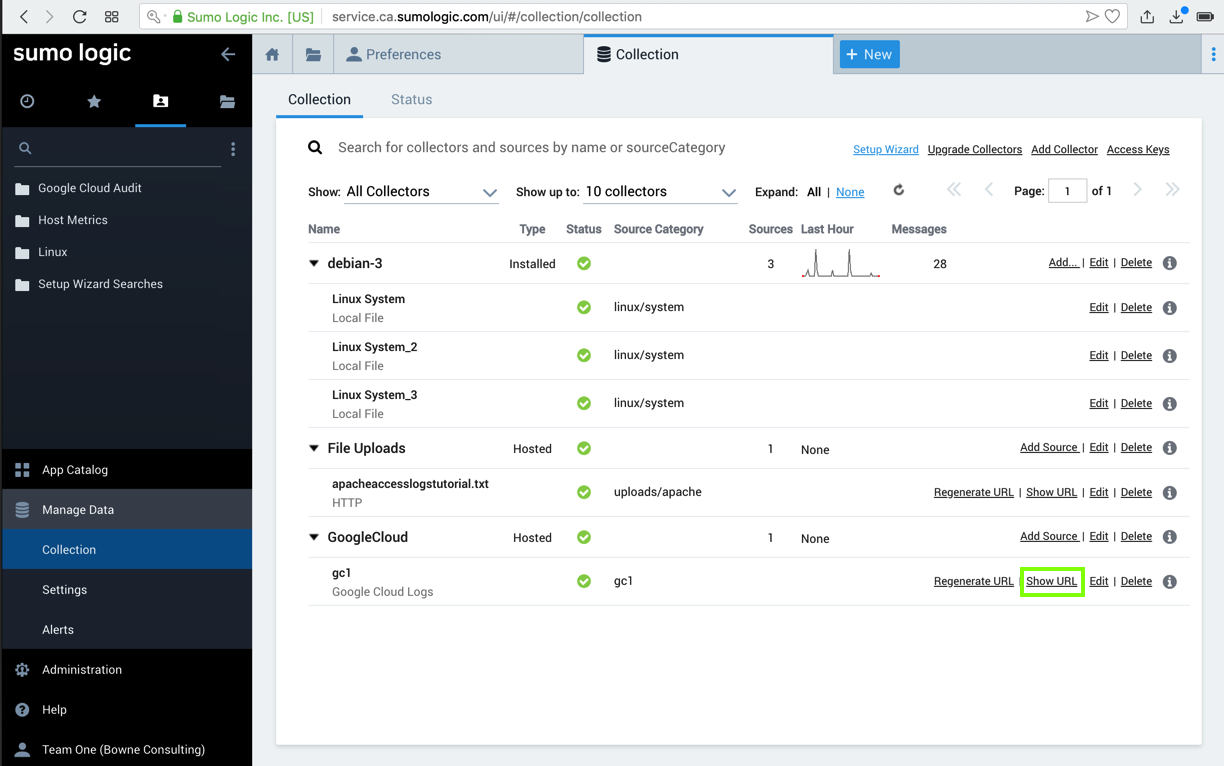 Sumo Logic Inc. [US] service.ca.sumologic.com/ui/#/collection/collection
sumo logic
Preferences
Collection
+ New
Collection Status
Search for collectors and sources by name or sourceCategory
Setup Wizard Upgrade Collectors Add Collector Access Keys
Show: All Collectors Show up to: 10 collectors Expand: All | None Page: 1 of 1
Name Type Status Source Category Sources Last Hour Messages
debian-3 Installed 3 28 Add... | Edit | Delete
Linux System
Local File
linux/system Edit | Delete
Linux System_2
Local File
linux/system Edit | Delete
Linux System_3
Local File
linux/system Edit | Delete
File Uploads Hosted 1 None Add Source | Edit | Delete
apacheaccesslogstutorial.txt
HTTP
uploads/apache Regenerate URL | Show URL | Edit | Delete
GoogleCloud Hosted 1 None Add Source | Edit | Delete
gc1
Google Cloud Logs
gc1 Regenerate URL | Show URL | Edit | Delete
Google Cloud Audit
Host Metrics
Linux
Setup Wizard Searches
App Catalog
Manage Data
Collection
Settings
Alerts
Administration
Help
Team One (Bowne Consulting)